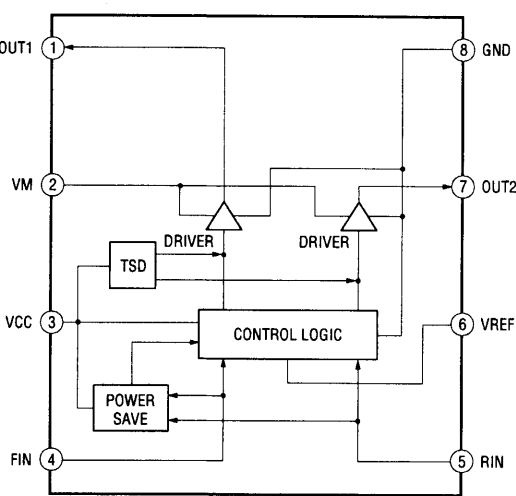 OUT1 1
8 GND
VM 2
7 OUT2
DRIVER
DRIVER
TSD
VCC 3
CONTROL LOGIC
6 VREF
POWER
SAVE
FIN 4
5 RIN